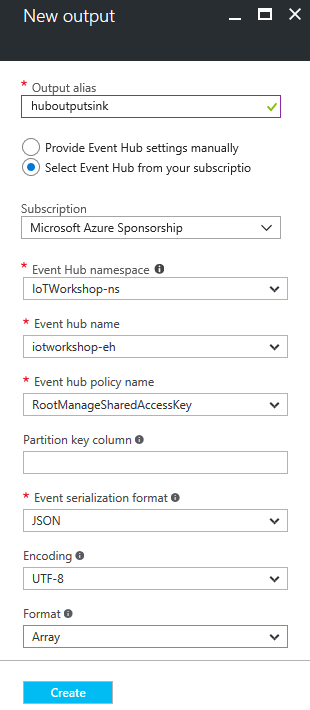 New output
* Output alias
huboutputsink
Provide Event Hub settings manually
Select Event Hub from your subscriptio
Subscription
Microsoft Azure Sponsorship
* Event Hub namespace
IoTWorkshop-ns
* Event hub name
iotworkshop-eh
* Event hub policy name
RootManageSharedAccessKey
Partition key column
* Event serialization format
JSON
Encoding
UTF-8
Format
Array
Create